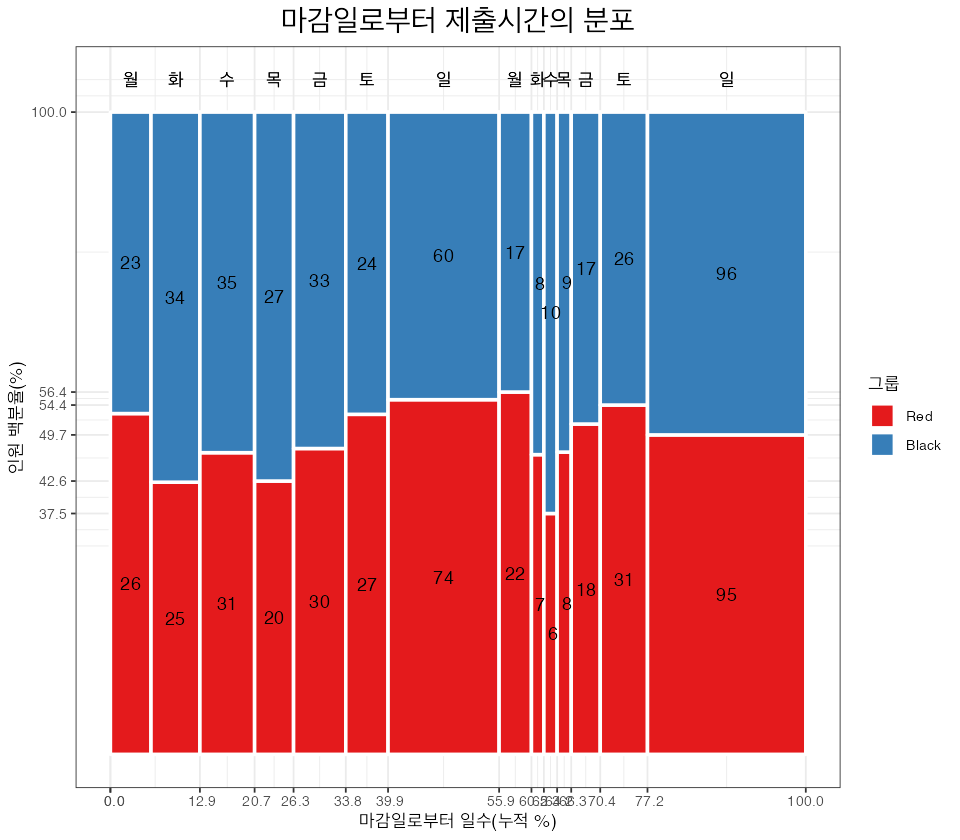 마감일로부터 제출시간의 분포
월 화 수 목 금 토 일 월 화 수 목 금 토 일
100.0
56.4
54.4
49.7
42.6
37.5
인원 백분율(%)
23 34 35 27 33 24 60 17 8 10 9 17 26 96
26 25 31 20 30 27 74 22 7 6 8 18 31 95
0.0 12.9 20.7 26.3 33.8 39.9 55.9 70.4 77.2 100.0
마감일로부터 일수(누적 %)
그룹
Red
Black